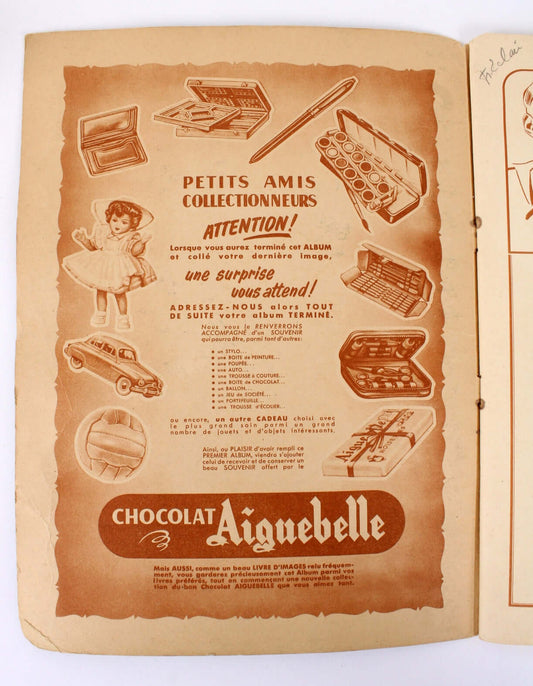 PETITS AMIS
COLLECTIONNEURS
ATTENTION!
Lorsque vous aurez terminé cet ALBUM
et collé votre dernière image,
une surprise
vous attend!
ADRESSEZ-NOUS alors TOUT
DE SUITE votre album TERMINÉ.
Nous vous le RENVERRONS
ACCOMPAGNÉ d'un SOUVENIR
qui pourra être, parmi tant d'autres:
● un STYLO...
● une BOITE de PEINTURE...
● une POUPÉE...
● une AUTO...
● une TROUSSE à COUTURE...
● une BOITE de CHOCOLAT...
● un BALLON...
● un JEU de SOCIÉTÉ...
● un PORTEFEUILLE...
● une TROUSSE d'ÉCOLIER...
ou encore, un autre CADEAU choisi avec
le plus grand soin parmi un grand
nombre de jouets et d'objets intéressants.
Ainsi, au PLAISIR d'avoir rempli ce
PREMIER ALBUM, viendra s'ajouter
celui de recevoir et de conserver un
beau SOUVENIR offert par le
Aiguebelle
CHOCOLAT Aiguebelle
Mais AUSSI, comme un beau LIVRE D'IMAGES relu fréquem-
ment, vous garderez précieusement cet Album parmi vos
livres préférés, tout en commençant une nouvelle collec-
tion du bon Chocolat AIGUEBELLE que vous aimez tant.